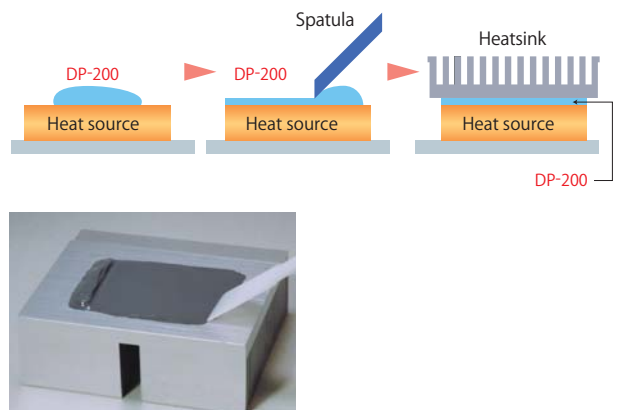 Spatula
Heatsink
DP-200
DP-200
Heat source
Heat source
Heat source
DP-200